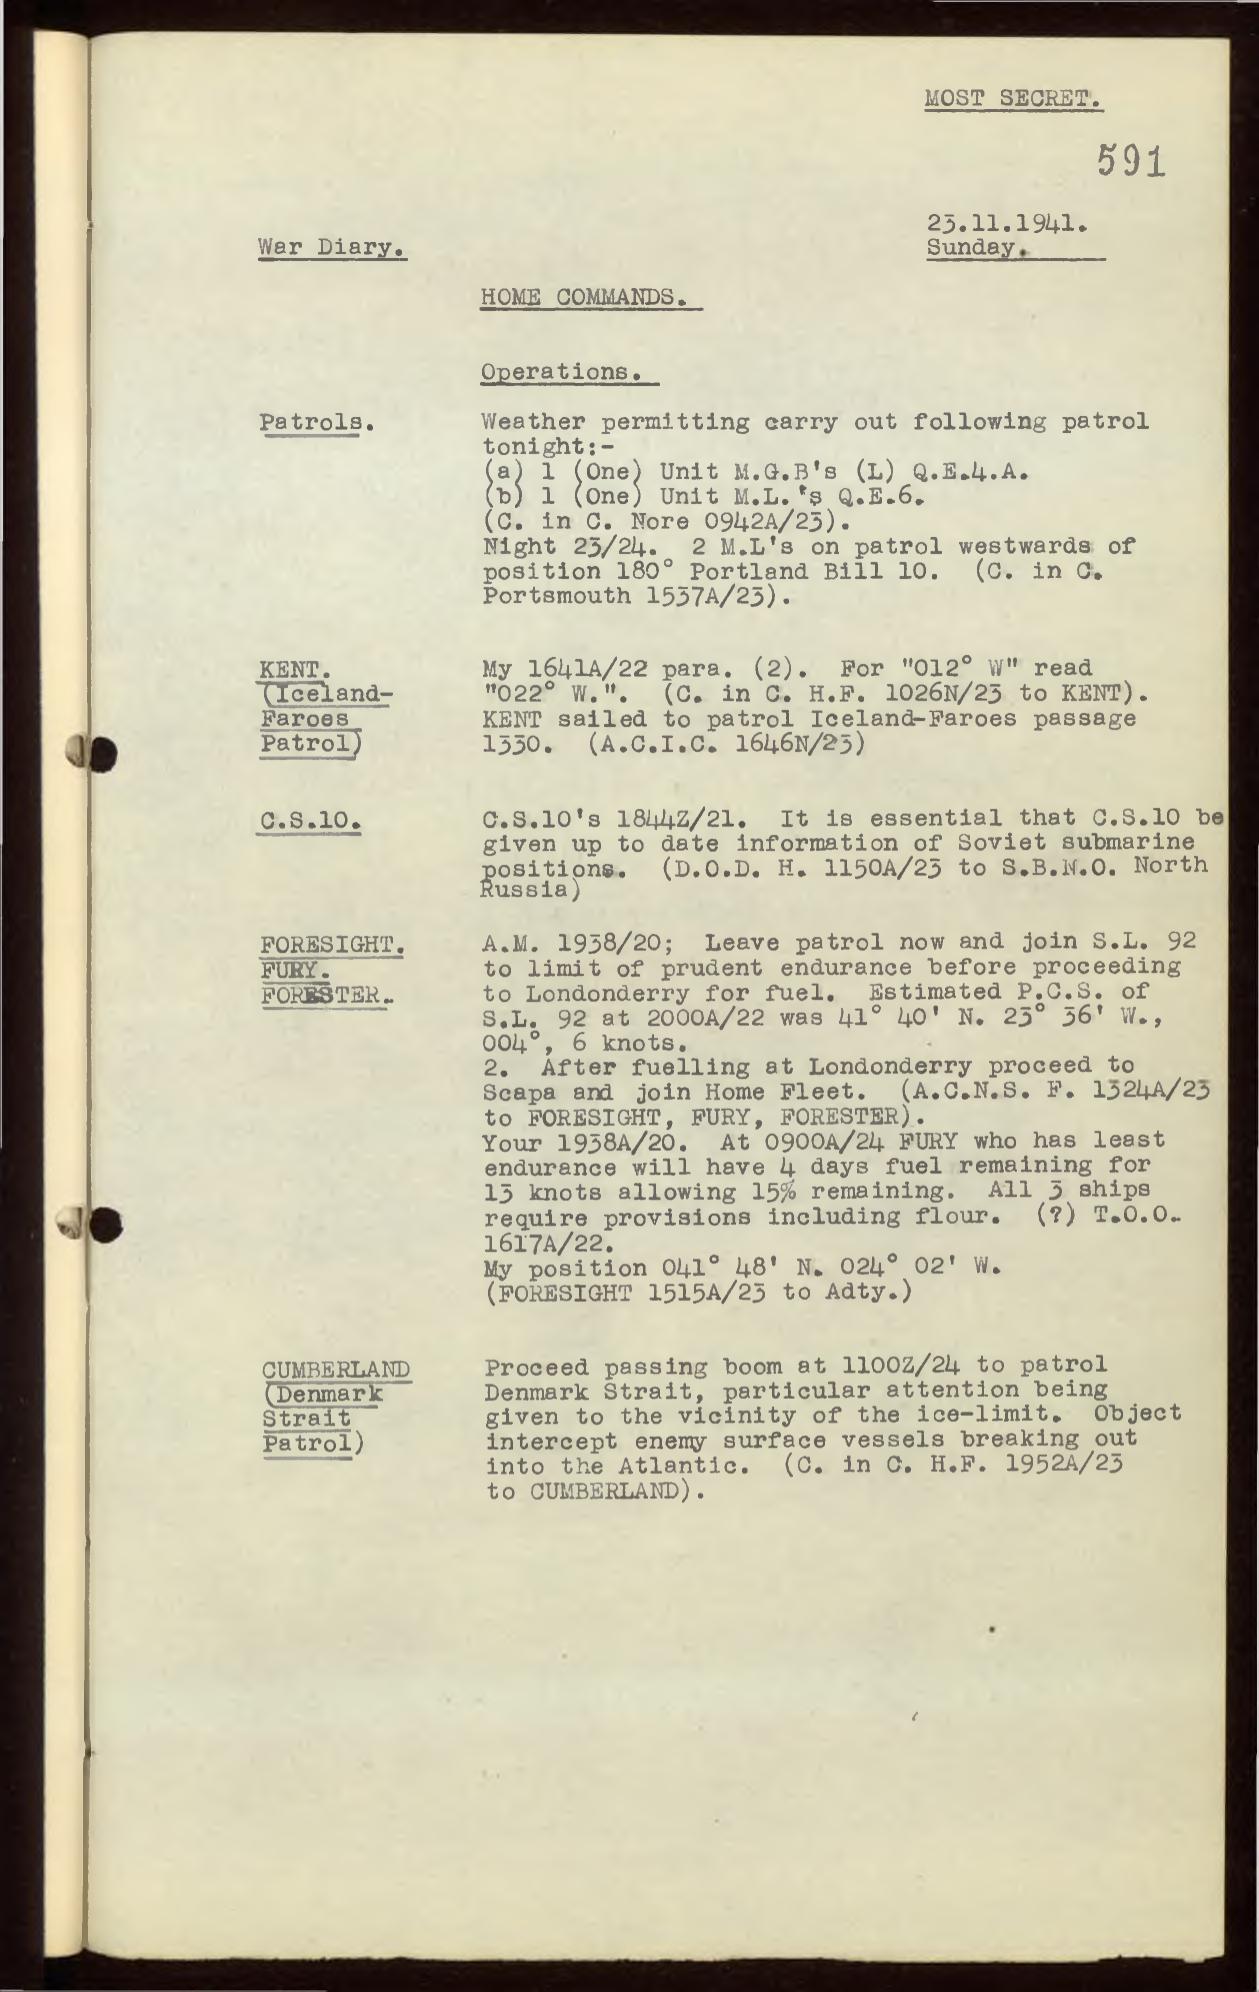 MOST SECRET.
591
23.11.1941.
War Diary.
Sunday.
HOME COMMANDS.
Operations.
Patrols.
Weather permitting carry out following patrol
tonight:-
(a) 1 (One) Unit M.G.B's (L) Q.E.4.A.
(b) 1 (One) Unit M.L.'s Q.E.6.
(C. in C. Nore 0942A/23).
Night 23/24. 2 M.L's on patrol westwards of
position 180° Portland Bill 10. (C. in C.
Portsmouth 1537A/23).
KENT.
(Iceland-
Faroes
Patrol)
My 1641A/22 para. (2). For "012° W" read
"022° W.". (C. in C. H.F. 1026N/23 to KENT).
KENT sailed to patrol Iceland-Faroes passage
1330. (A.C.I.C. 1646N/23)
C.S.10.
C.S.10's 1844Z/21. It is essential that C.S.10 be
given up to date information of Soviet submarine
positions. (D.O.D. H. 1150A/23 to S.B.N.O. North
Russia)
FORESIGHT.
FURY.
FORESTER.
A.M. 1938/20; Leave patrol now and join S.L. 92
to limit of prudent endurance before proceeding
to Londonderry for fuel. Estimated P.C.S. of
S.L. 92 at 2000A/22 was 41° 40' N. 23° 36' W.,
004°, 6 knots.
2. After fuelling at Londonderry proceed to
Scapa and join Home Fleet. (A.C.N.S. F. 1324A/23
to FORESIGHT, FURY, FORESTER).
Your 1938A/20. At 0900A/24 FURY who has least
endurance will have 4 days fuel remaining for
13 knots allowing 15% remaining. All 3 ships
require provisions including flour. (?) T.O.O.
1617A/22.
My position 041° 48' N. 024° 02' W.
(FORESIGHT 1515A/23 to Adty.)
CUMBERLAND
(Denmark
Strait
Patrol)
Proceed passing boom at 1100Z/24 to patrol
Denmark Strait, particular attention being
given to the vicinity of the ice-limit. Object
intercept enemy surface vessels breaking out
into the Atlantic. (C. in C. H.F. 1952A/23
to CUMBERLAND).